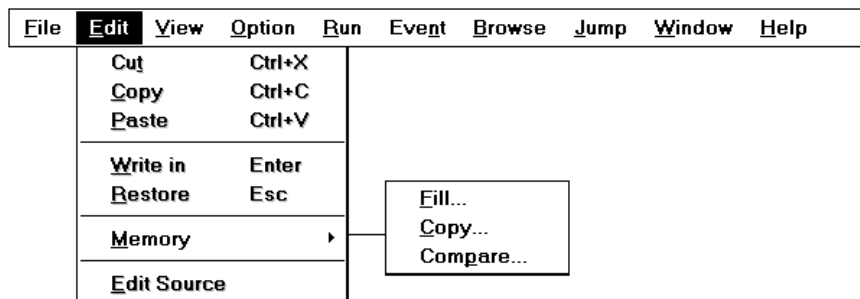 File Edit View Option Run Event Browse Jump Window Help
Cut Ctrl+X
Copy Ctrl+C
Paste Ctrl+V
Write in Enter
Restore Esc
Memory
Fill...
Copy...
Compare...
Edit Source